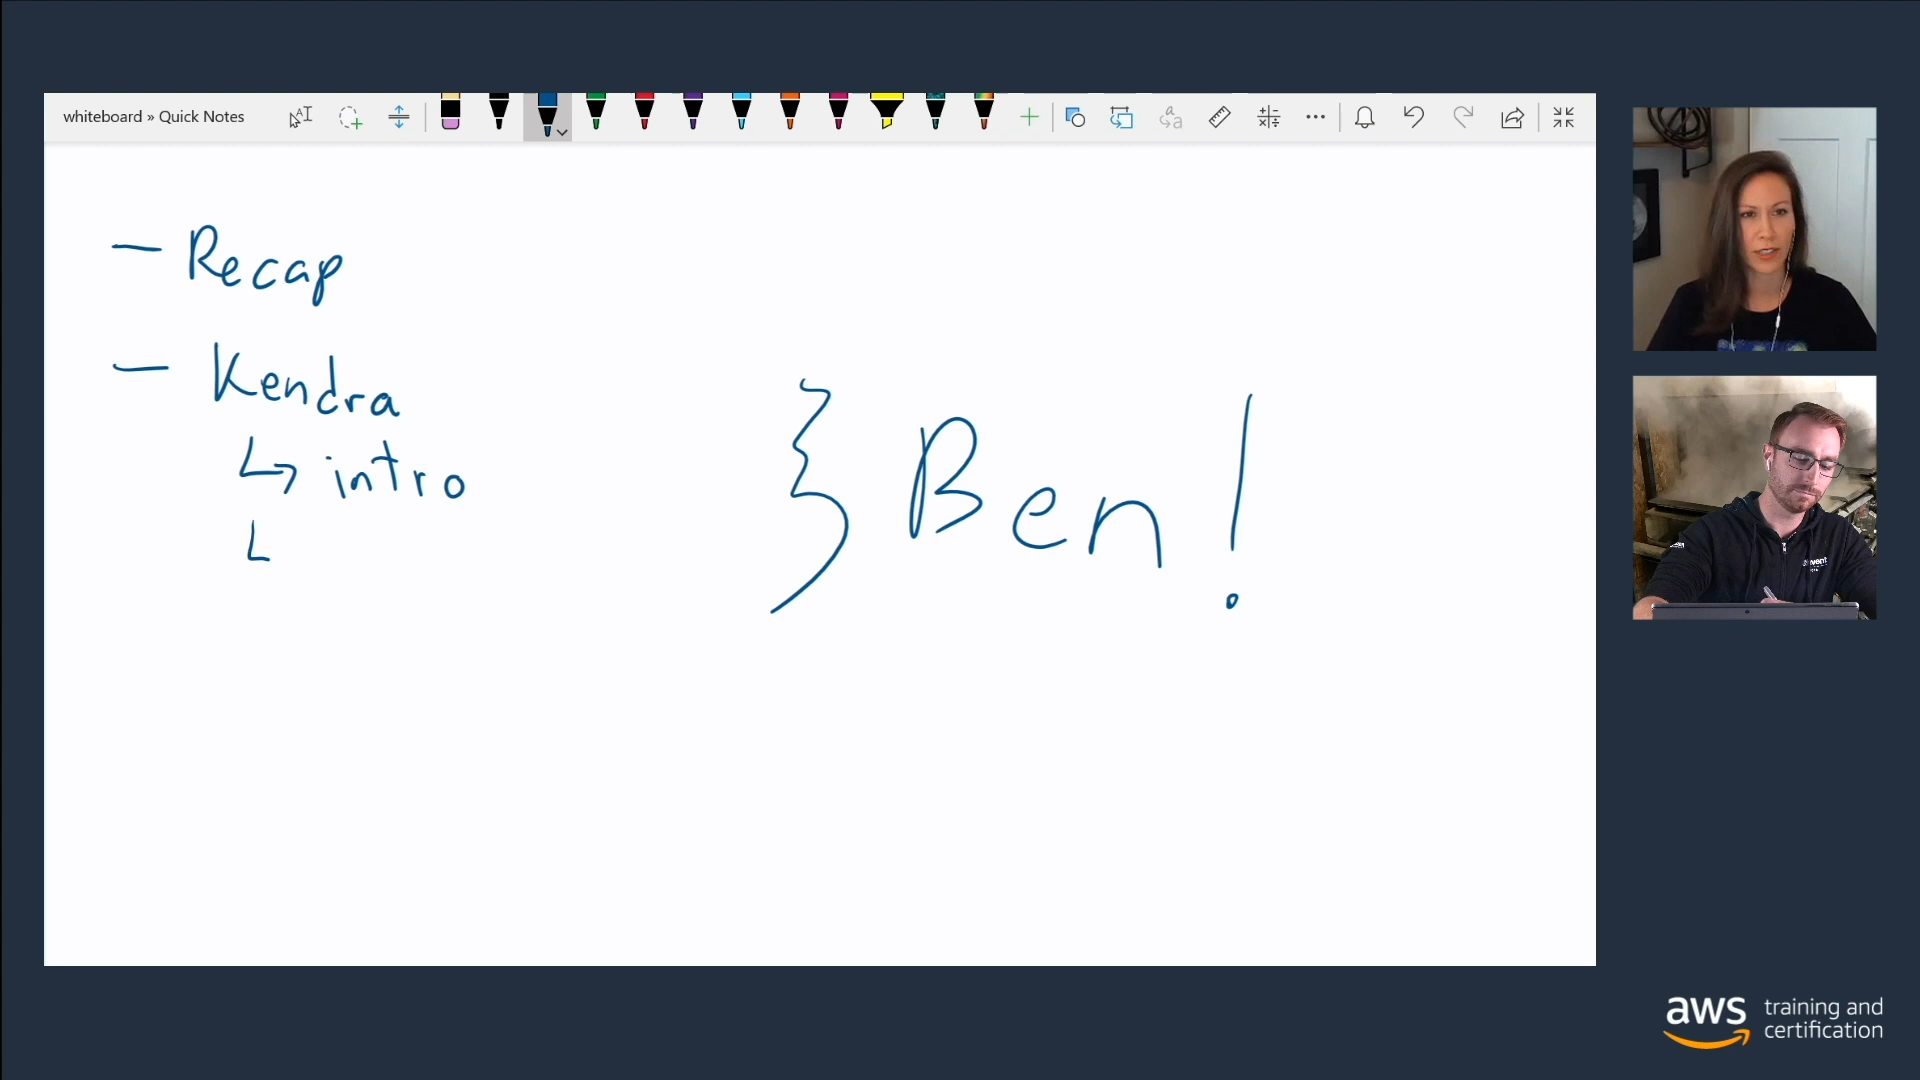 whiteboard » Quick Notes
— Recap
— Kendra
↳ intro
} Ben!
aws training and
certification